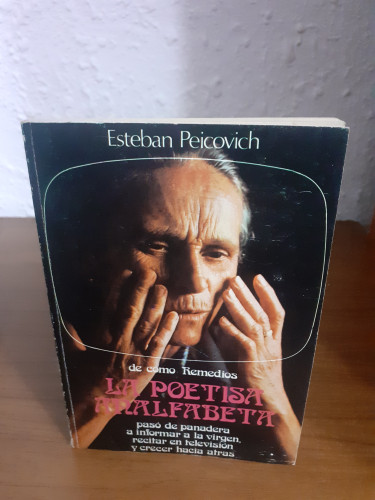 Esteban Peicovich
de cómo Remedios
LA POETISA
ANALFABETA
pasó de panadera
a informar a la virgen,
recitar en televisión
y crecer hacia atras